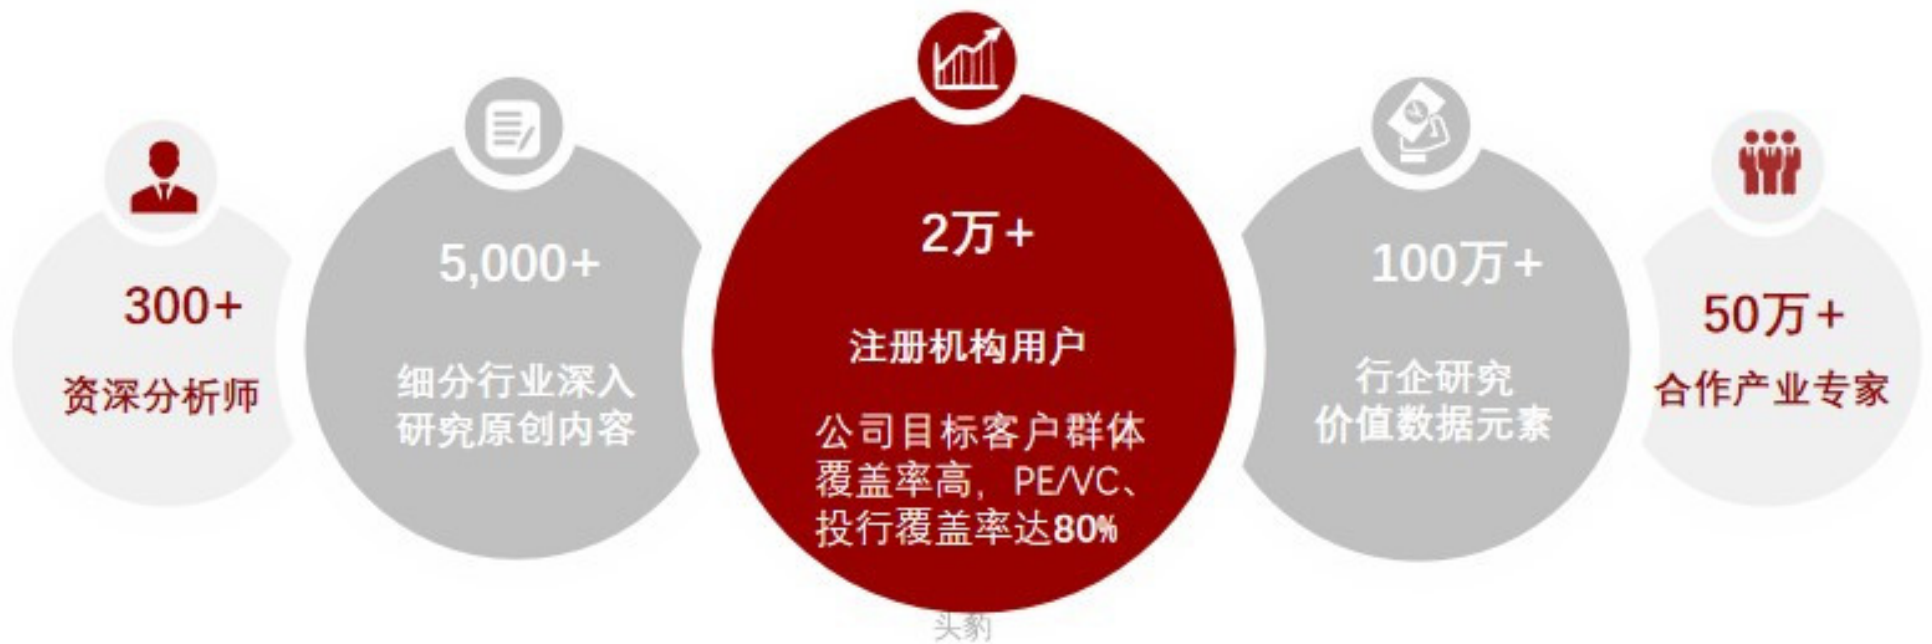 300+
资深分析师
5,000+
细分行业深入
研究原创内容
2万+
注册机构用户
公司目标客户群体
覆盖率高，PE/VC、
投行覆盖率达80%
100万+
行企研究
价值数据元素
50万+
合作产业专家
头豹